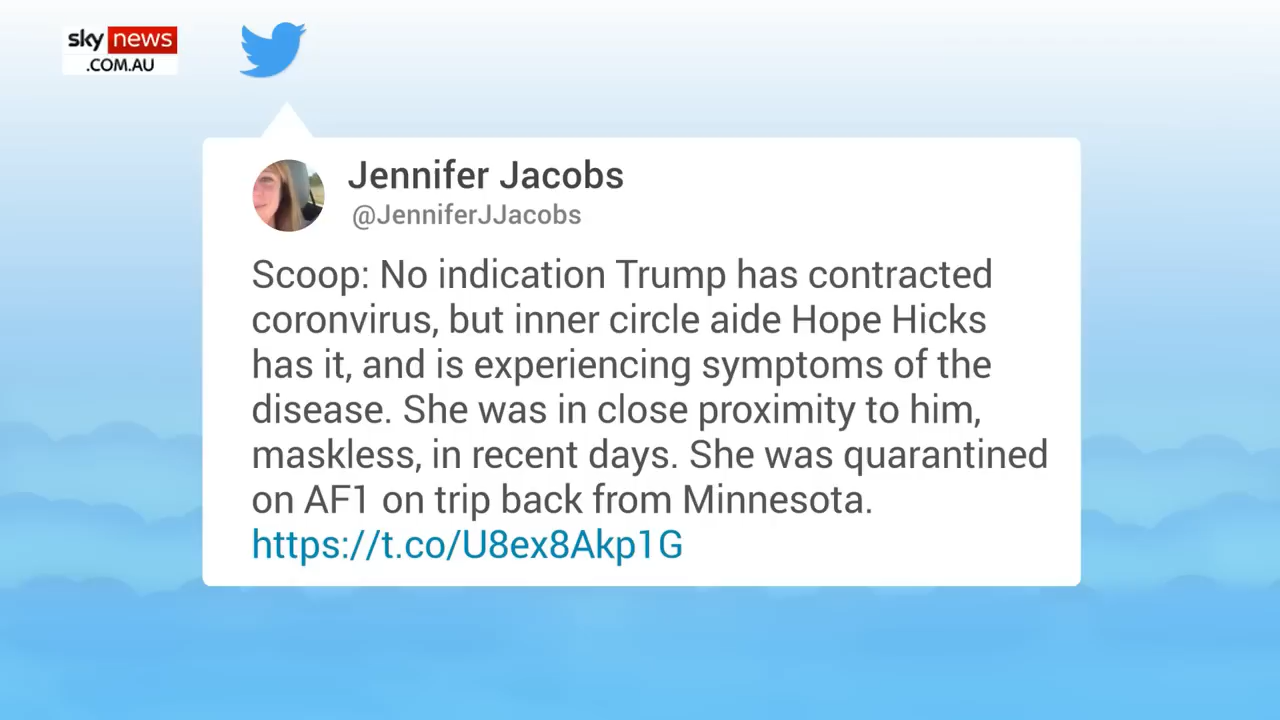 sky news
.COM.AU
Jennifer Jacobs
@JenniferJJacobs
Scoop: No indication Trump has contracted
coronvirus, but inner circle aide Hope Hicks
has it, and is experiencing symptoms of the
disease. She was in close proximity to him,
maskless, in recent days. She was quarantined
on AF1 on trip back from Minnesota.
https://t.co/U8ex8Akp1G